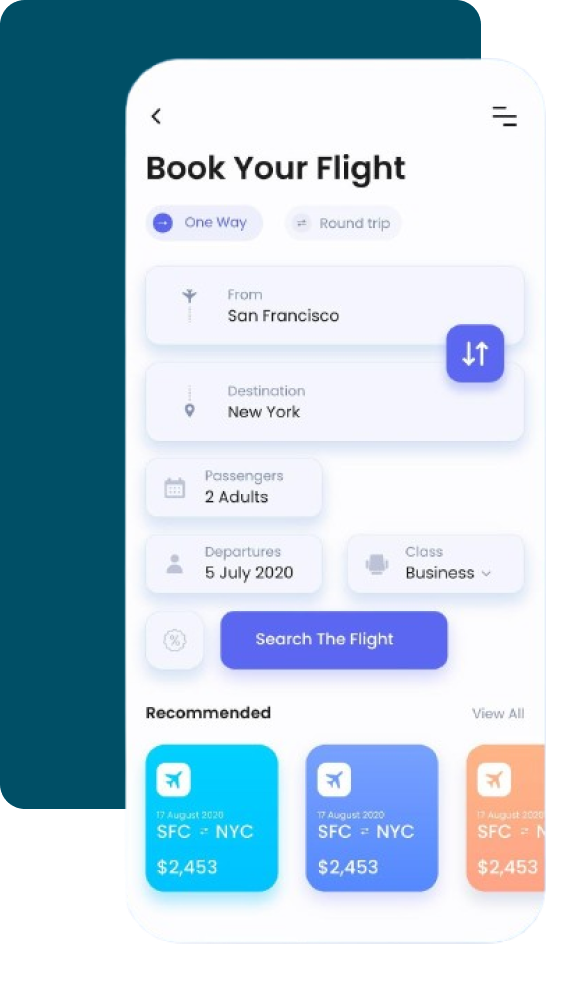 Book Your Flight
One Way
Round trip
From
San Francisco
Destination
New York
Passengers
2 Adults
Departures
5 July 2020
Class
Business
%
Search The Flight
Recommended
View All
17 August 2020
SFC
NYC
$2,453
17 August 2020
SFC
NYC
$2,453
17 August 2020
SFC
N
$2,453